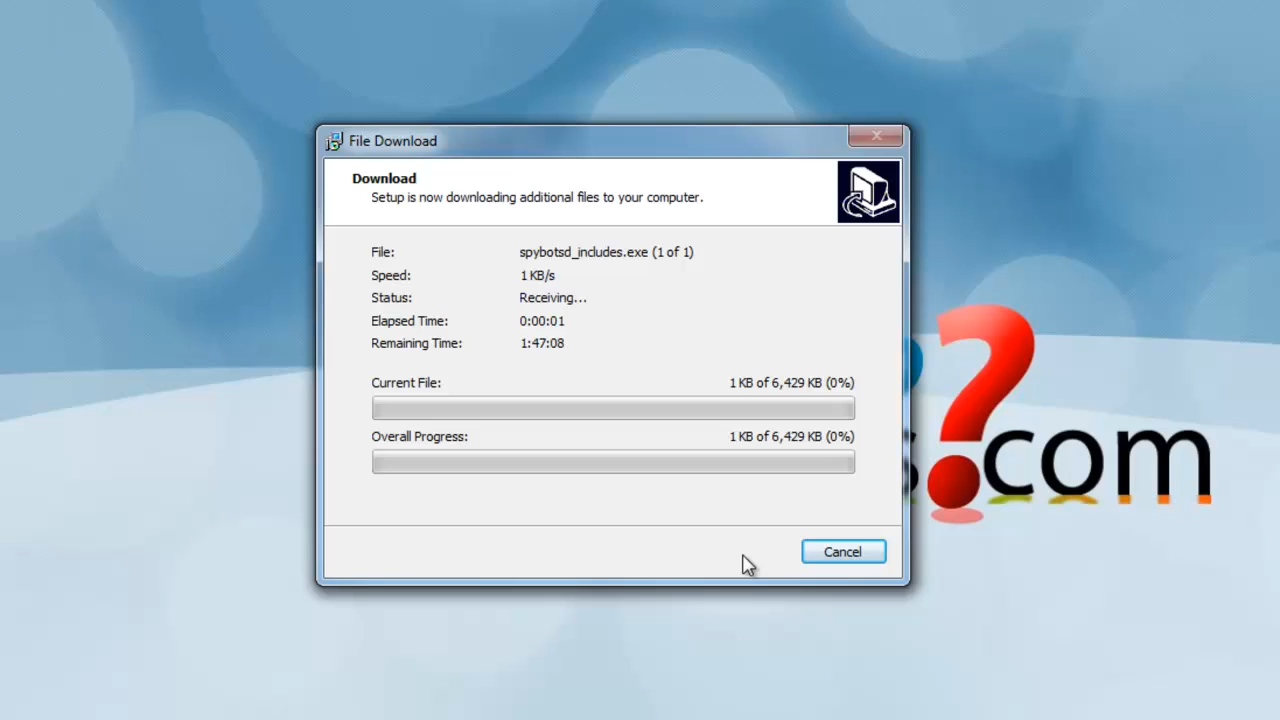 File Download
Download
Setup is now downloading additional files to your computer.
File: spybotsd_includes.exe (1 of 1)
Speed: 1 KB/s
Status: Receiving...
Elapsed Time: 0:00:01
Remaining Time: 1:47:08
Current File: 1 KB of 6,429 KB (0%)
Overall Progress: 1 KB of 6,429 KB (0%)
?
s.com
Cancel